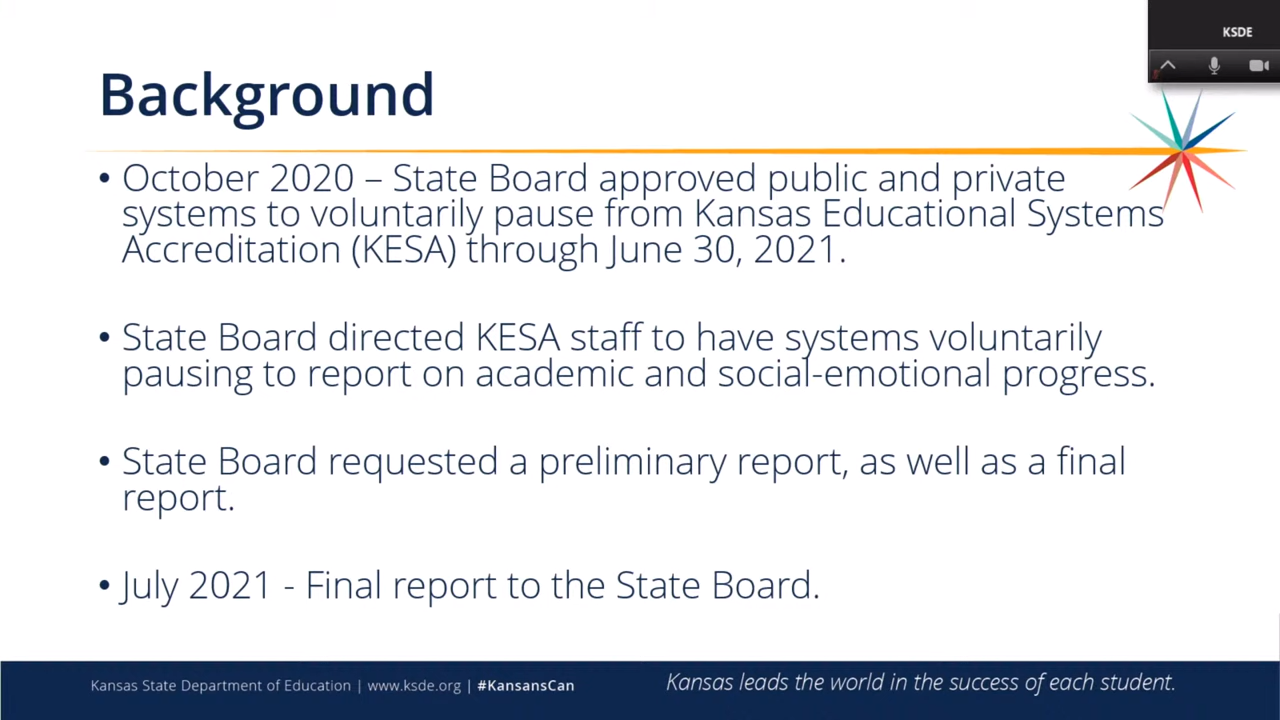 KSDE
Background
• October 2020 – State Board approved public and private
systems to voluntarily pause from Kansas Educational Systems
Accreditation (KESA) through June 30, 2021.
• State Board directed KESA staff to have systems voluntarily
pausing to report on academic and social-emotional progress.
• State Board requested a preliminary report, as well as a final
report.
• July 2021 - Final report to the State Board.
Kansas State Department of Education | www.ksde.org | #KansansCan
Kansas leads the world in the success of each student.